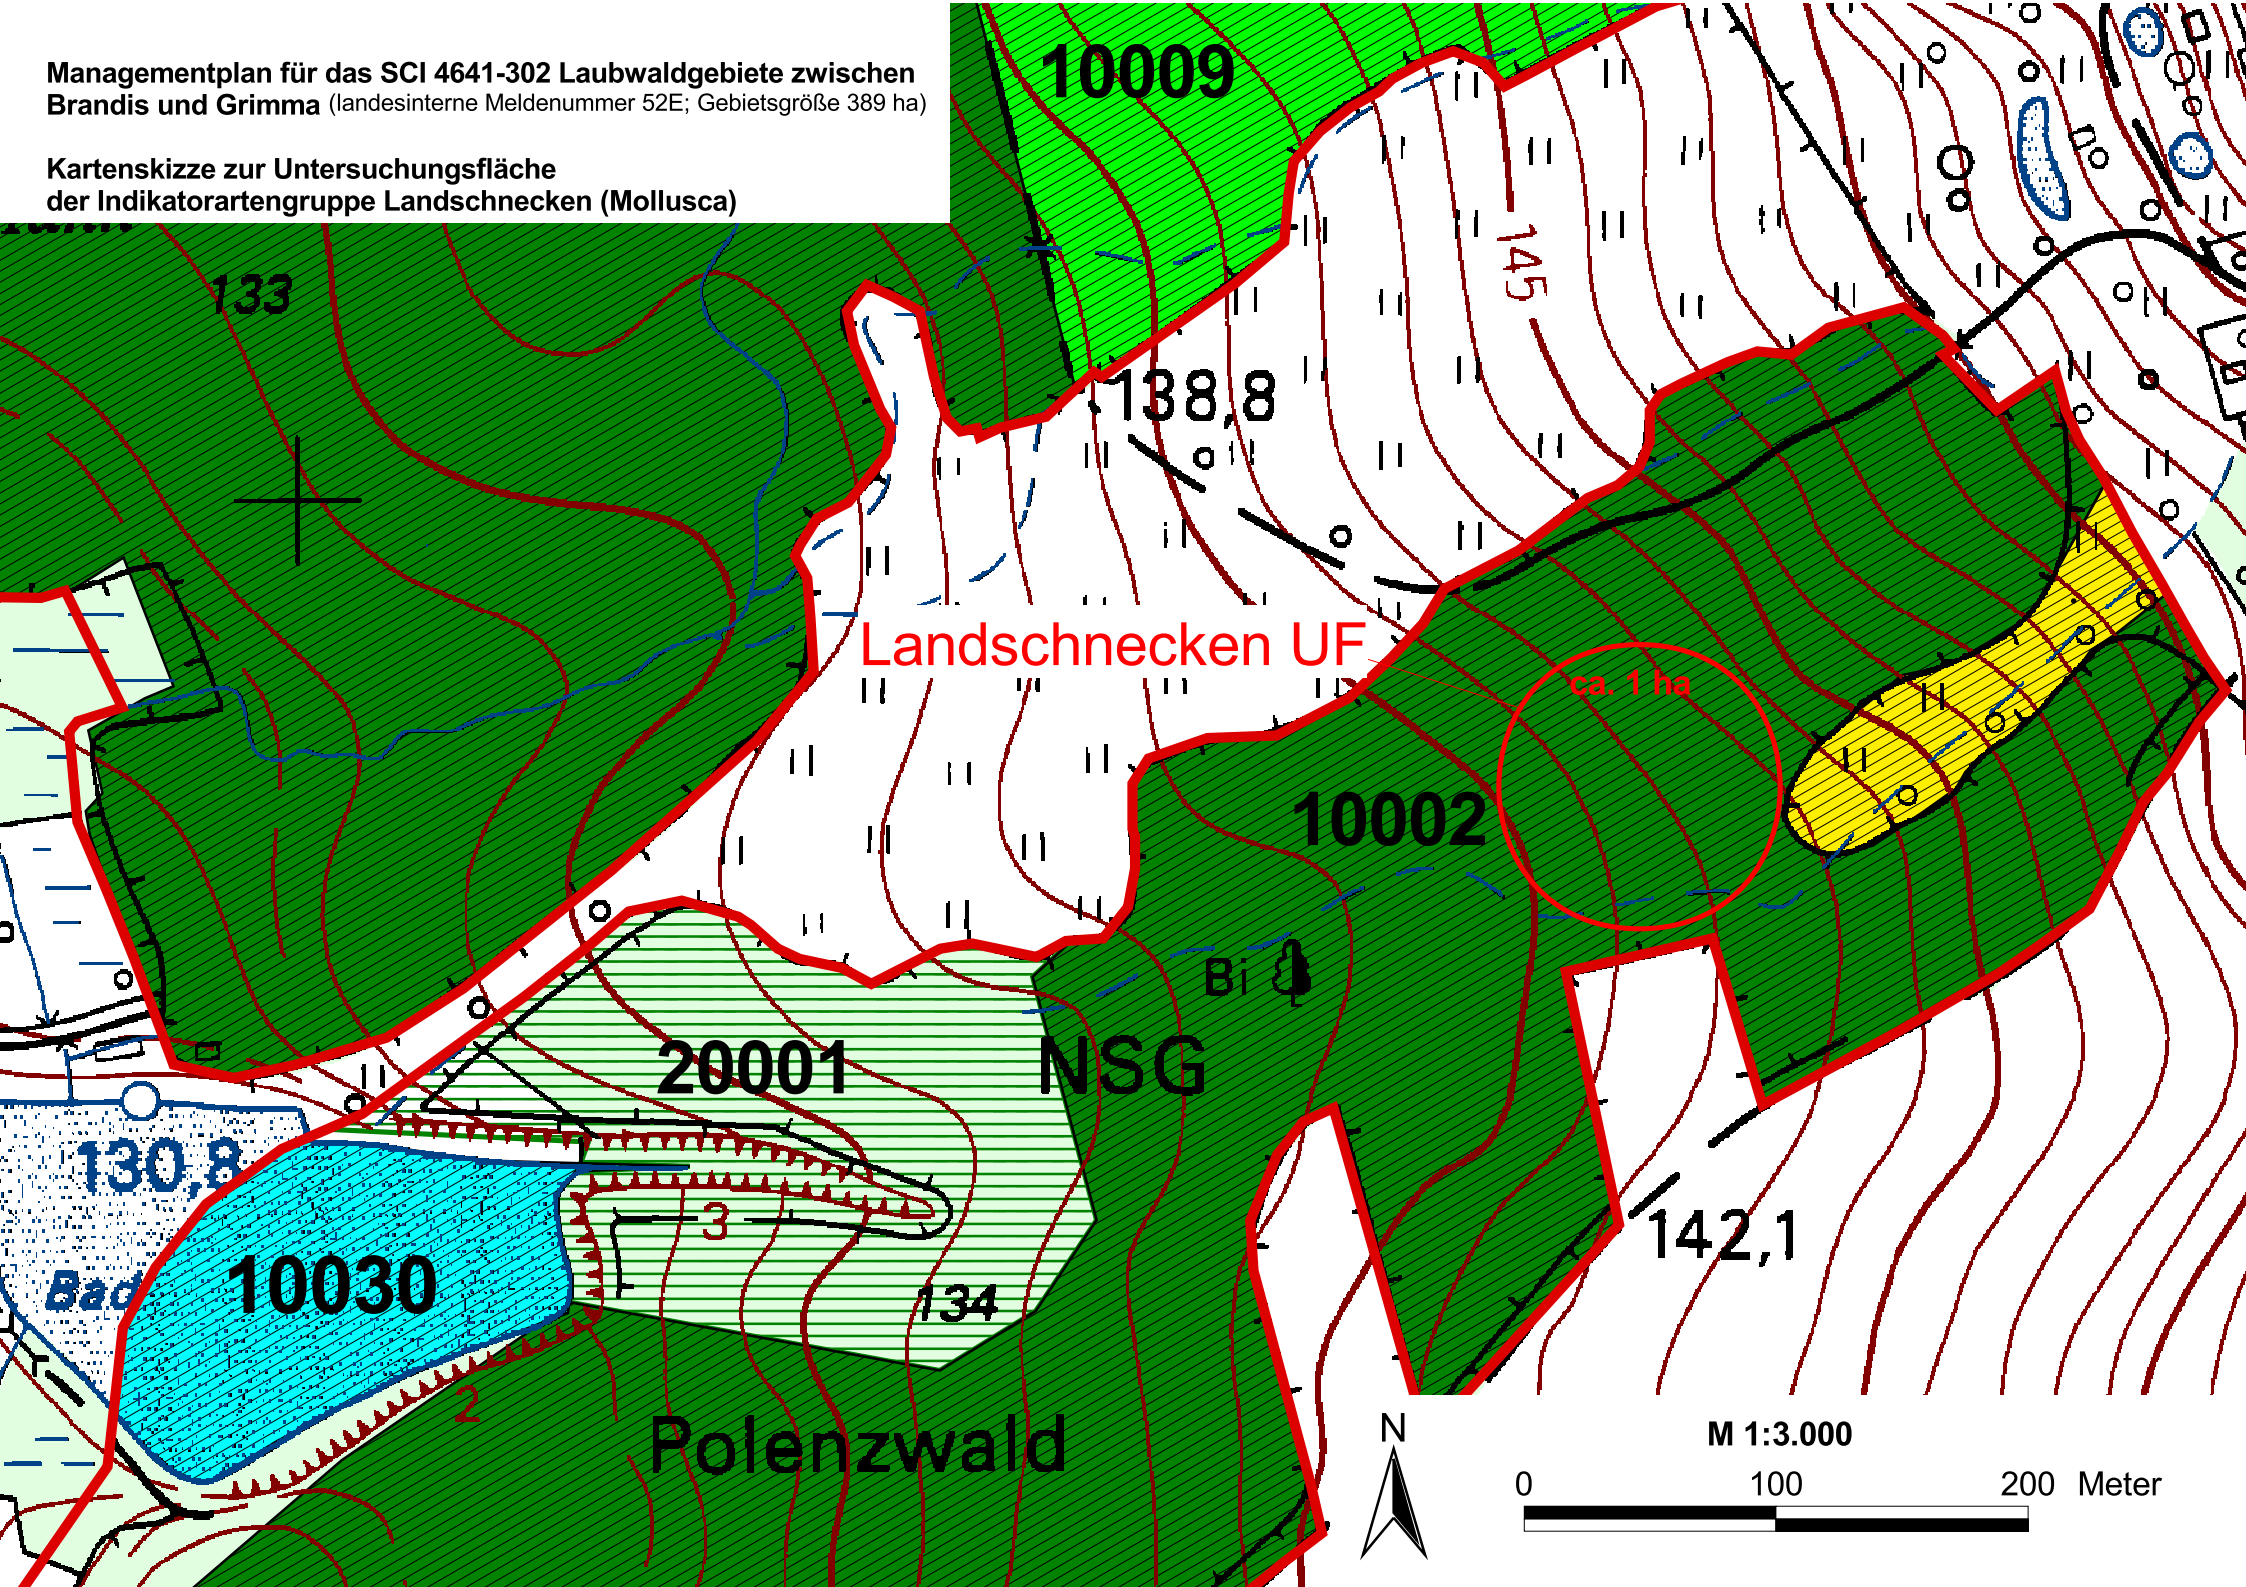 Managementplan für das SCI 4641-302 Laubwaldgebiete zwischen
Brandis und Grimma (landesinterne Meldenummer 52E; Gebietsgröße 389 ha)
Kartenskizze zur Untersuchungsfläche
der Indikatorartengruppe Landschnecken (Mollusca)
10009
133
145
138,8
Landschnecken UF
ca. 1 ha
10002
Bi
20001
NSG
130,8
3
142,1
10030
Bad
134
2
Polenzwald
N
M 1:3.000
0 100 200 Meter